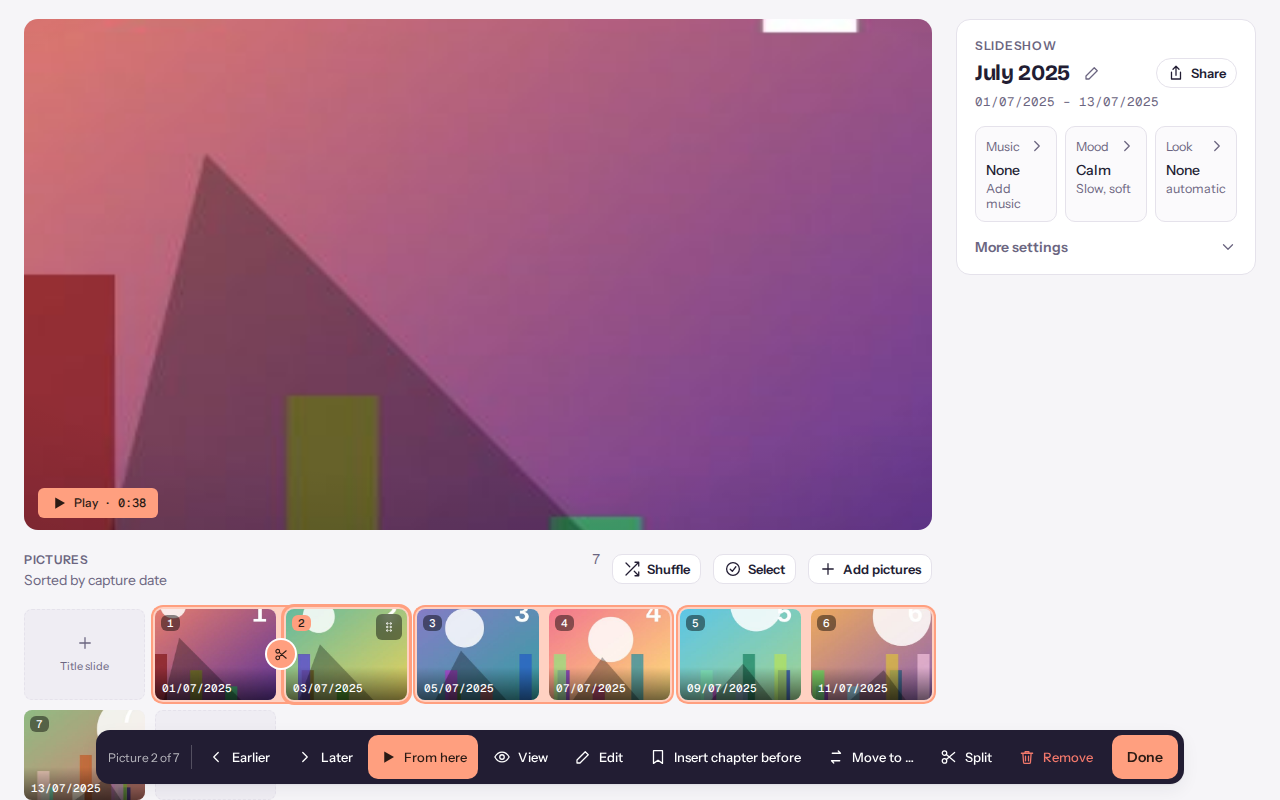 Play · 0:38
PICTURES
Sorted by capture date
7
Shuffle
Select
Add pictures
Title slide
1
1
01/07/2025
2
03/07/2025
3
3
05/07/2025
4
4
07/07/2025
5
5
09/07/2025
6
6
11/07/2025
7
13/07/2025
SLIDESHOW
July 2025
Share
01/07/2025 – 13/07/2025
Music
None
Add
music
Mood
Calm
Slow, soft
Look
None
automatic
More settings
Picture 2 of 7
Earlier
Later
From here
View
Edit
Insert chapter before
Move to ...
Split
Remove
Done